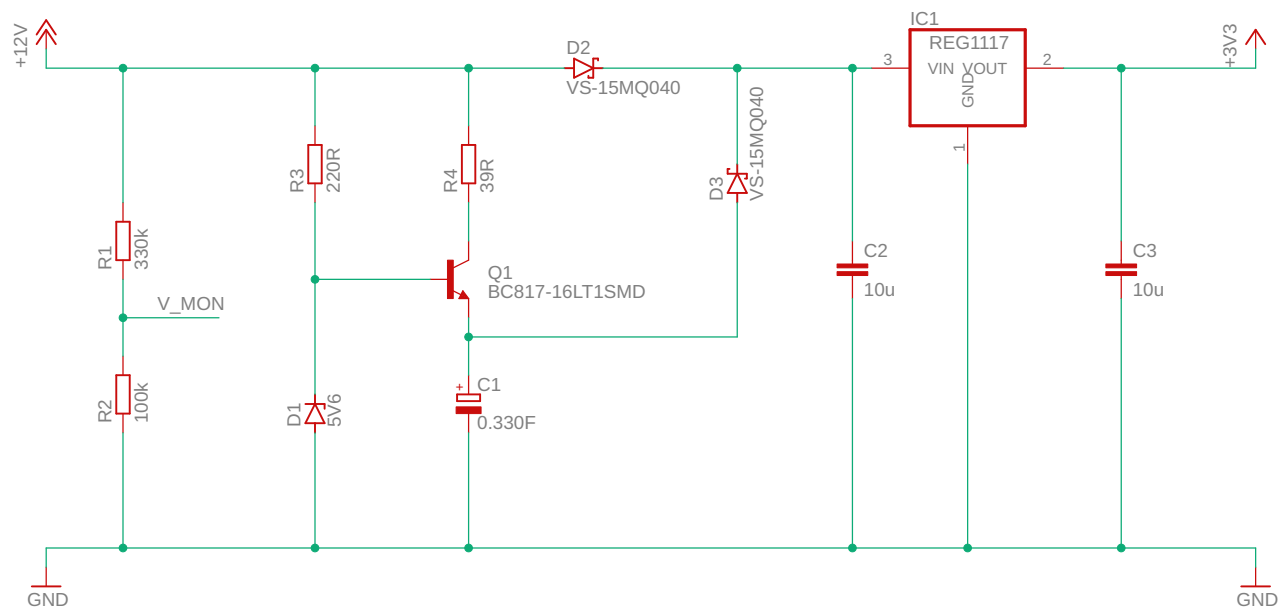 +12V
IC1
REG1117
VIN
VOUT
GND
3
2
1
+3V3
D2
VS-15MQ040
D3
VS-15MQ040
R3
220R
R4
39R
R1
330k
Q1
BC817-16LT1SMD
V_MON
C2
10u
C3
10u
R2
100k
D1
5V6
+
C1
0.330F
GND
GND